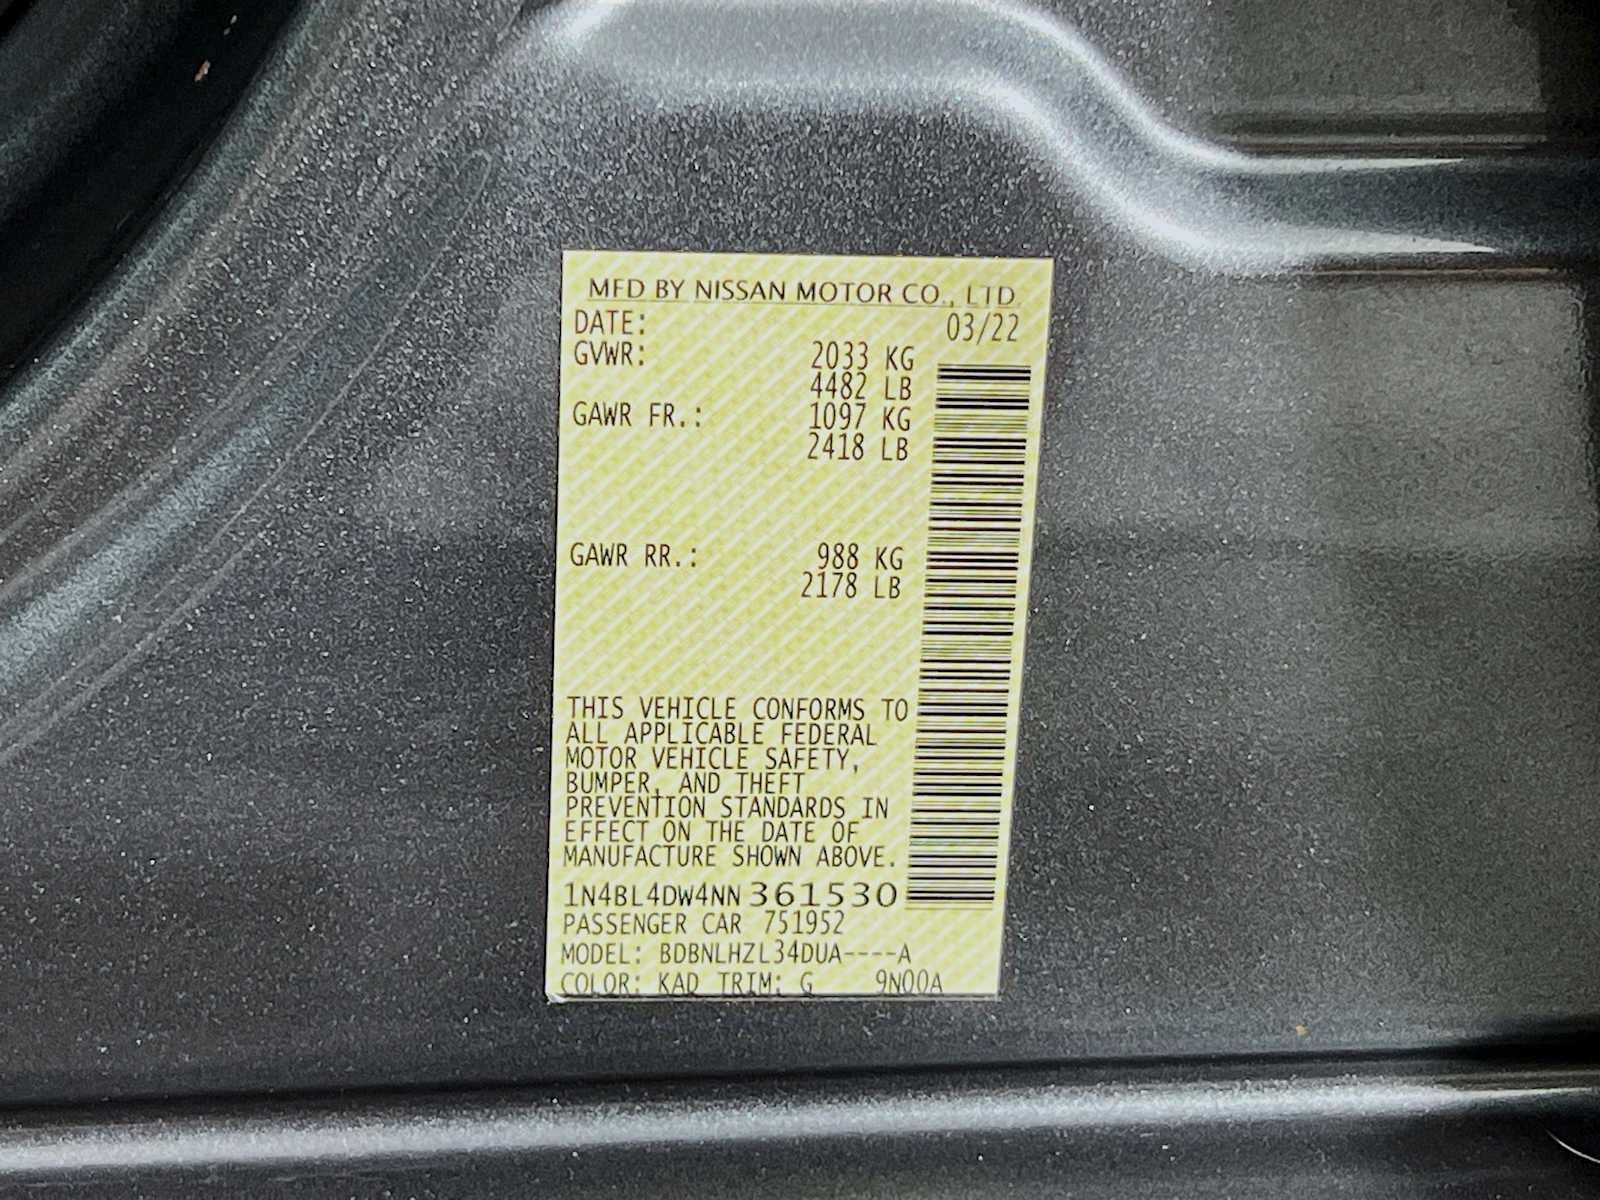 MFD BY NISSAN MOTOR CO., LTD.
DATE: 03/22
GVWR: 2033 KG
4482 LB
GAWR FR.: 1097 KG
2418 LB
GAWR RR.: 988 KG
2178 LB
THIS VEHICLE CONFORMS TO
ALL APPLICABLE FEDERAL
MOTOR VEHICLE SAFETY,
BUMPER, AND THEFT
PREVENTION STANDARDS IN
EFFECT ON THE DATE OF
MANUFACTURE SHOWN ABOVE.
1N4BL4DW4NN361530
PASSENGER CAR 751952
MODEL: BDBNLHZL34DUA----A
COLOR: KAD TRIM: G 9N00A